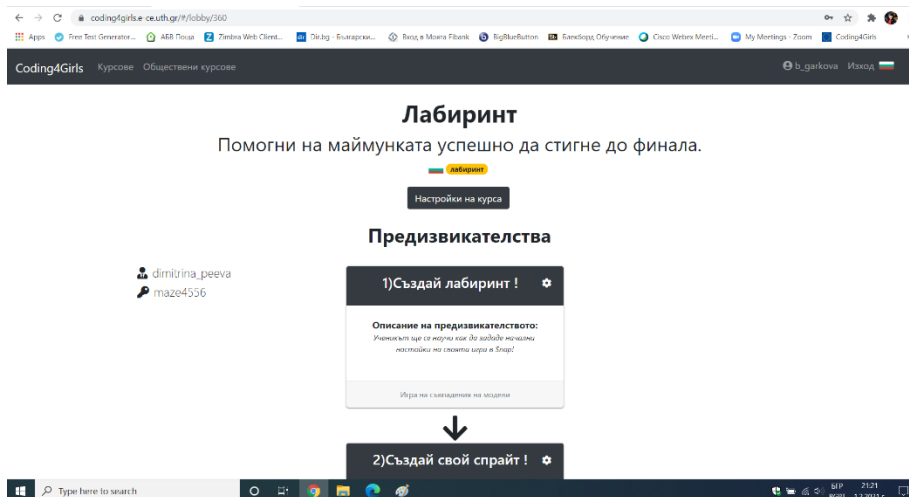 coding4girls.e-ce.uth.gr/#/lobby/360
Apps Free Test Generator... АБВ Поща Zimbra Web Client... Dir.bg - Български... Вход в Моята Fibank BigBlueButton Блекборд Обучение Cisco Webex Meeti... My Meetings - Zoom Coding4Girls
Coding4Girls Курсове Обществени курсове b_garkova Изход
Лабиринт
Помогни на маймунката успешно да стигне до финала.
лабиринт
Настройки на курса
Предизвикателства
dimitrina_peeva
maze4556
1)Създай лабиринт !
Описание на предизвикателството:
Ученикът ще се научи как да зададе начални
настойки на своята игра в Snap!
Игра на съвпадения на модели
2)Създай свой спрайт !
Type here to search
БГР 21:21